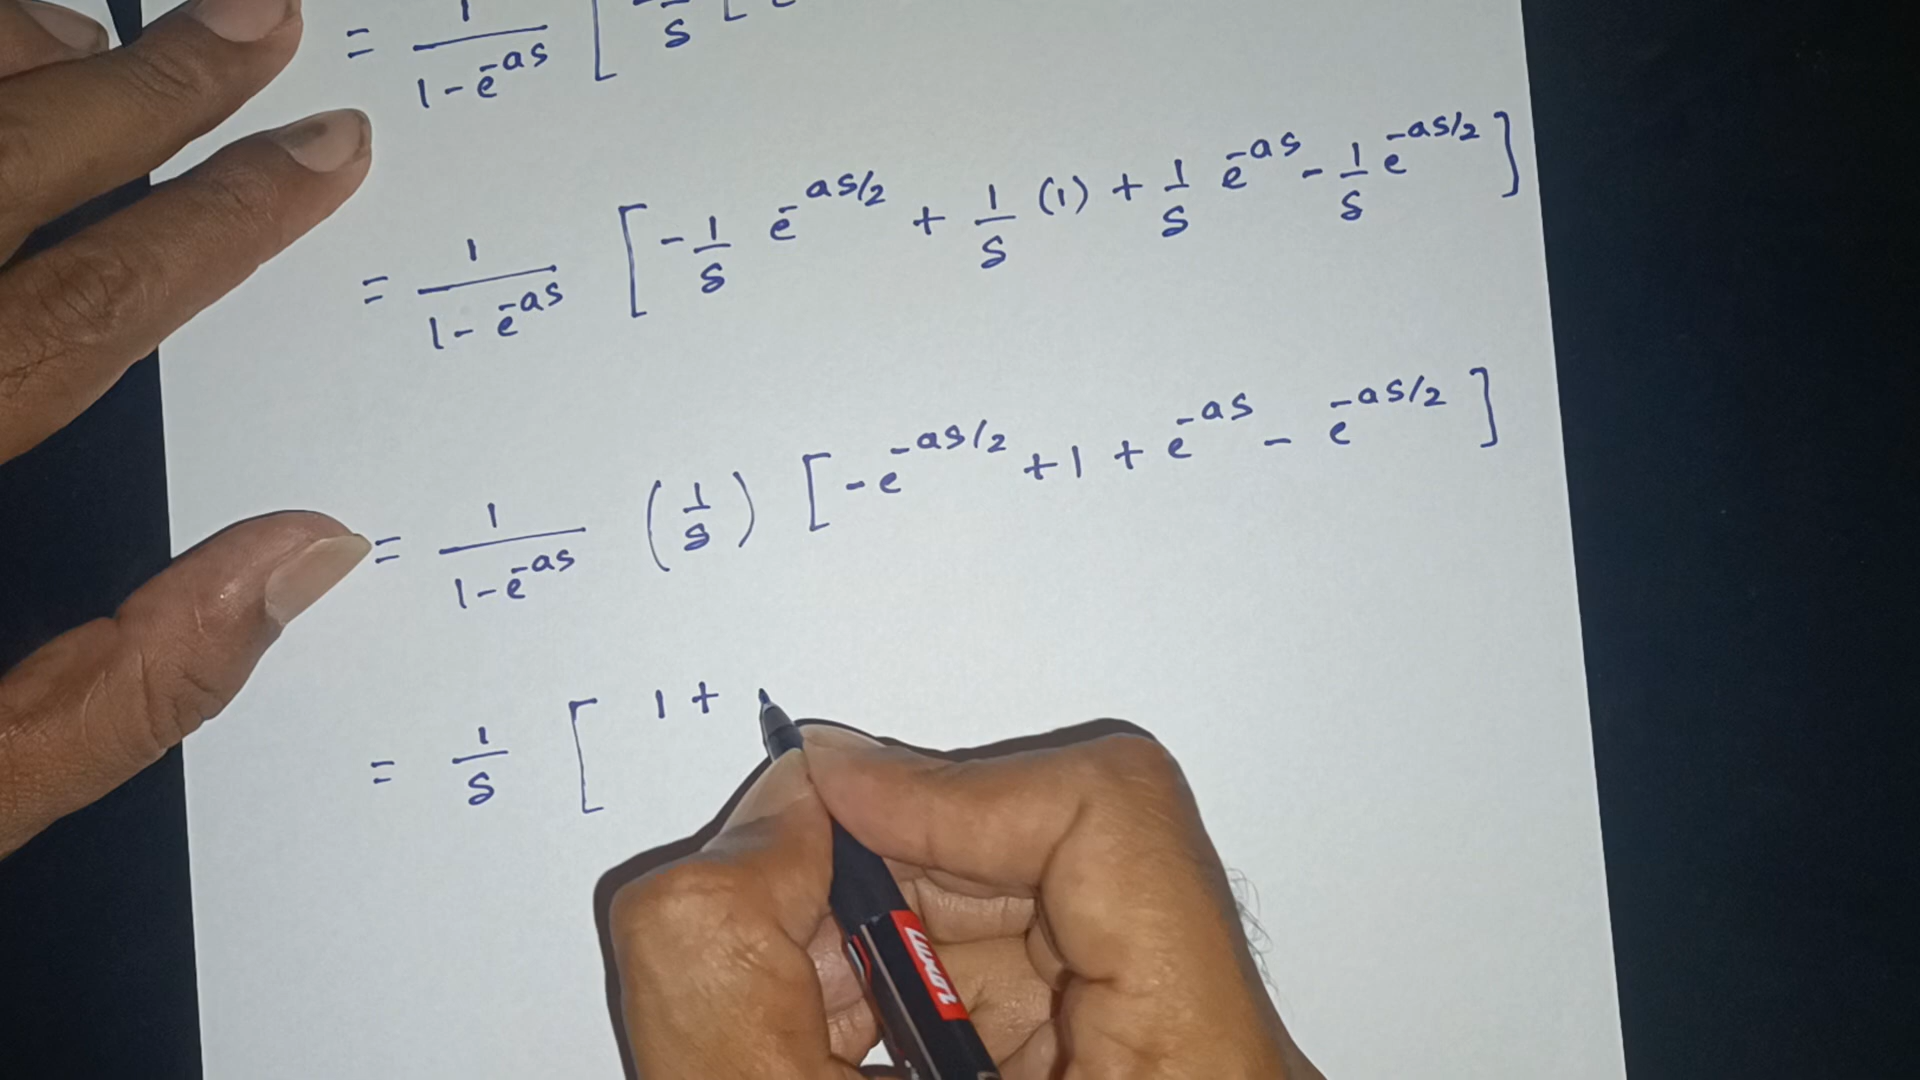 = 1/(1-e^-as) [ 1/s [
= 1/(1-e^-as) [ -1/s e^-as/2 + 1/s (1) + 1/s e^-as - 1/s e^-as/2 ]
= 1/(1-e^-as) (1/s) [ -e^-as/2 + 1 + e^-as - e^-as/2 ]
= 1/s [ 1 +